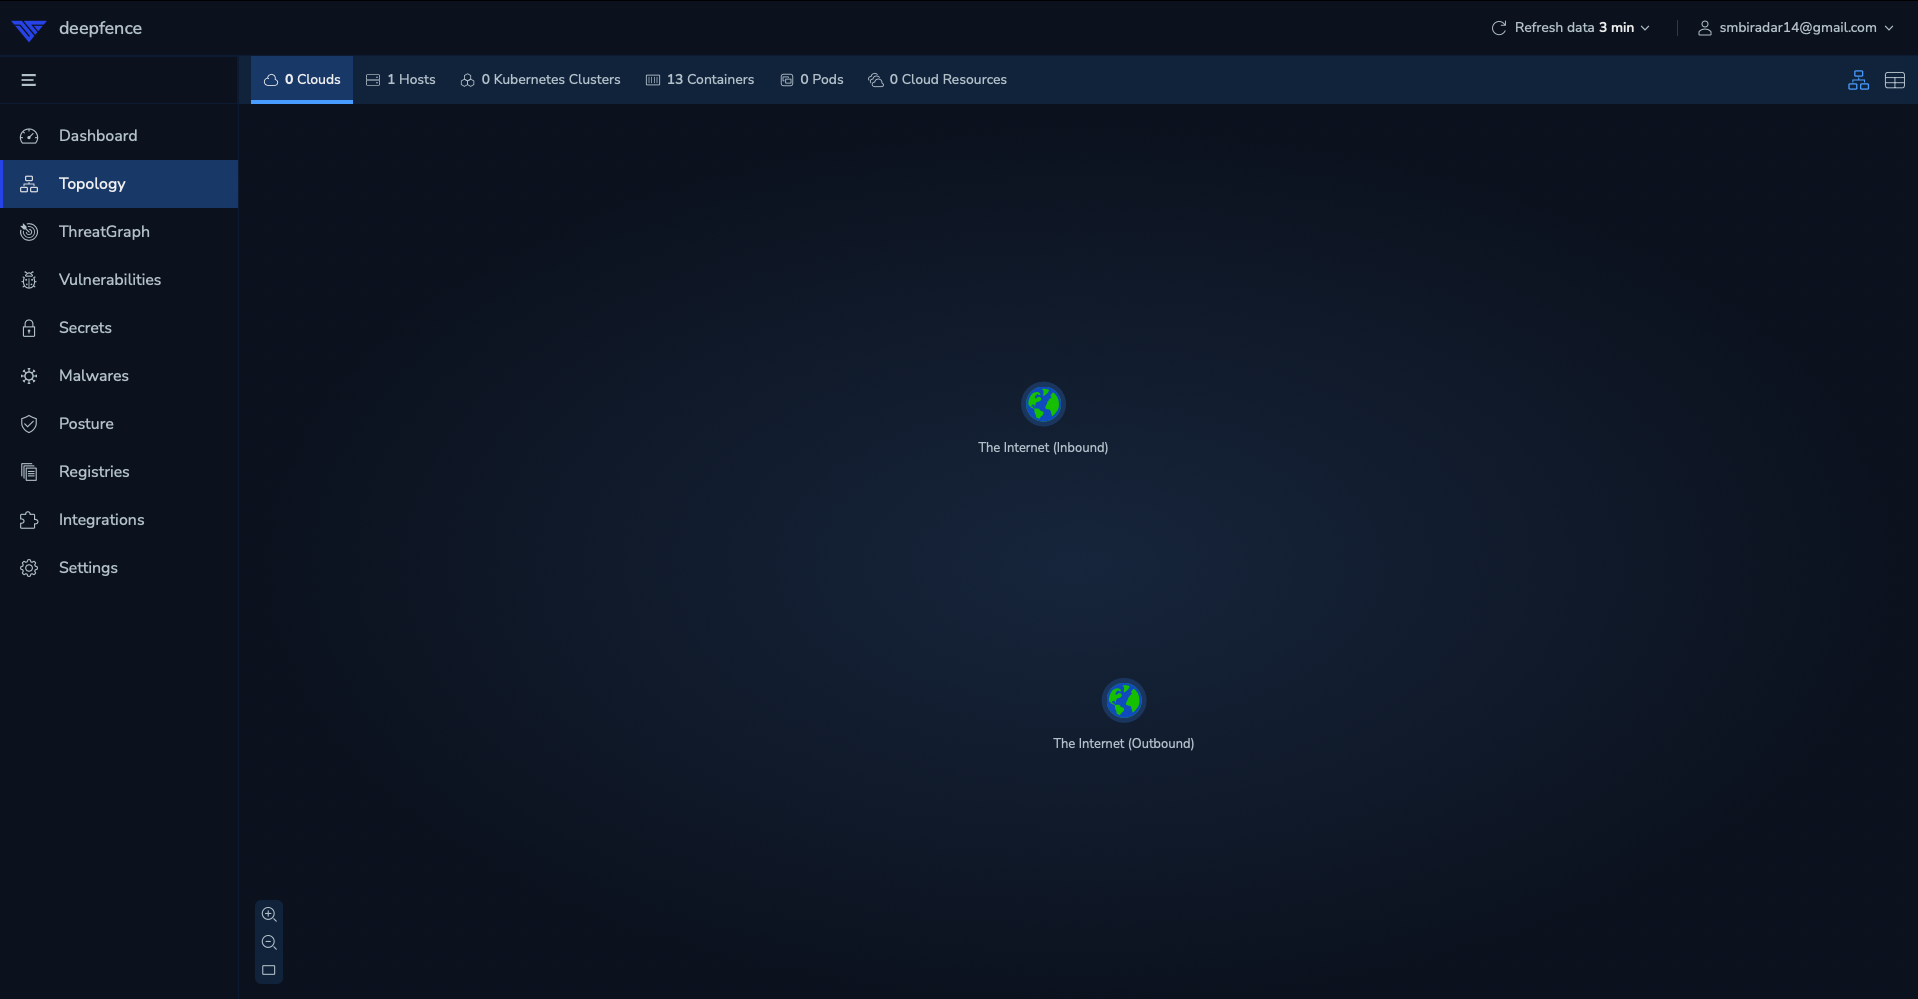 deepfence
Refresh data 3 min
smbiradar14@gmail.com
0 Clouds
1 Hosts
0 Kubernetes Clusters
13 Containers
0 Pods
0 Cloud Resources
Dashboard
Topology
ThreatGraph
Vulnerabilities
Secrets
Malwares
Posture
Registries
Integrations
Settings
The Internet (Inbound)
The Internet (Outbound)